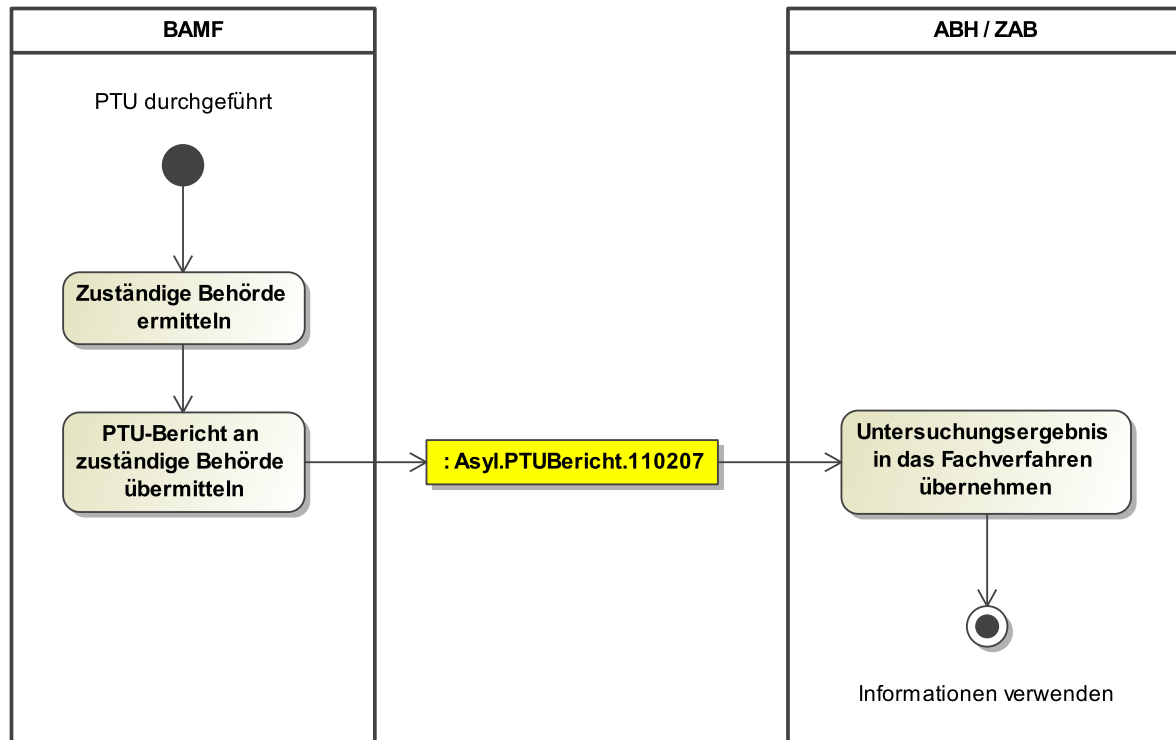 BAMF
PTU durchgeführt
Zuständige Behörde
ermitteln
PTU-Bericht an
zuständige Behörde
übermitteln
: Asyl.PTUBericht.110207
ABH / ZAB
Untersuchungsergebnis
in das Fachverfahren
übernehmen
Informationen verwenden